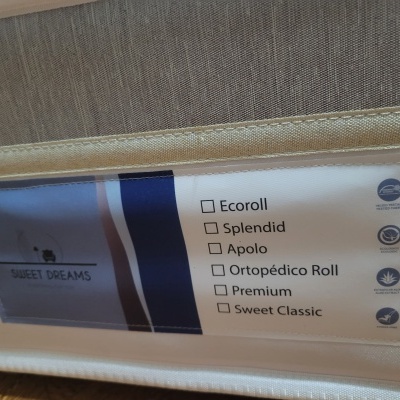 SWEET DREAMS
Ecoroll
Splendid
Apolo
Ortopédico Roll
Premium
Sweet Classic